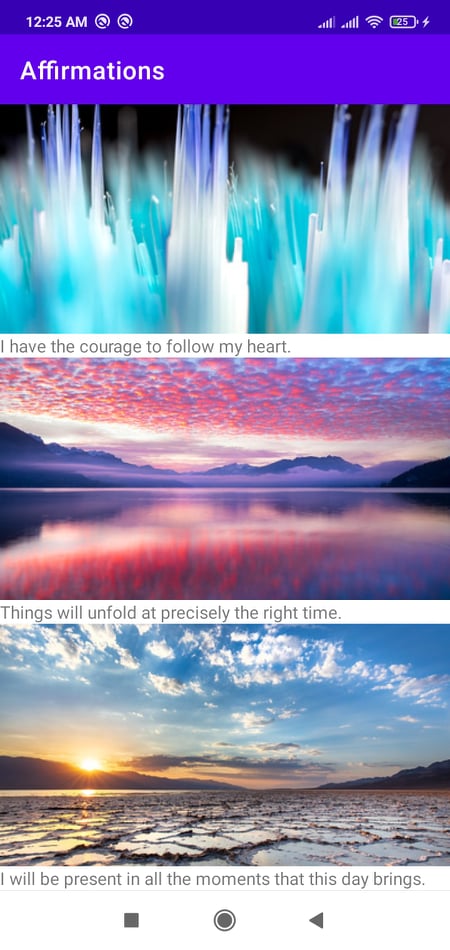 12:25 AM
25
Affirmations
I have the courage to follow my heart.
Things will unfold at precisely the right time.
I will be present in all the moments that this day brings.